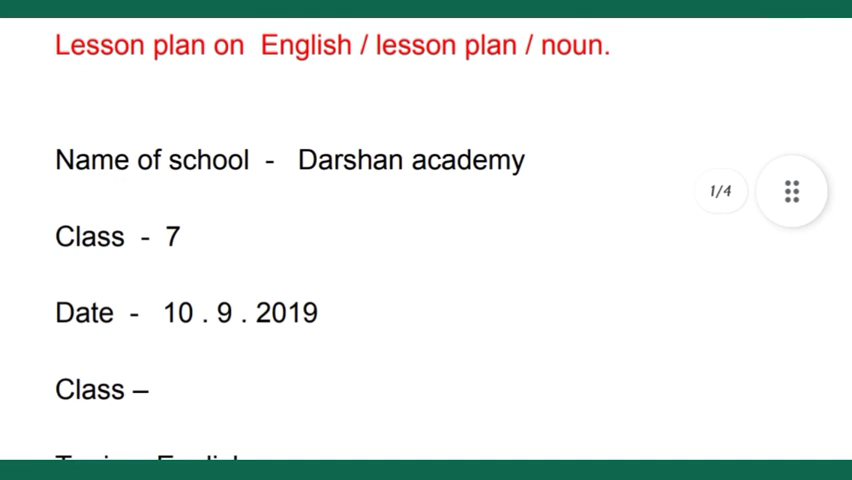 Lesson plan on English / lesson plan / noun.
Name of school - Darshan academy
1/4
Class - 7
Date - 10 . 9 . 2019
Class –